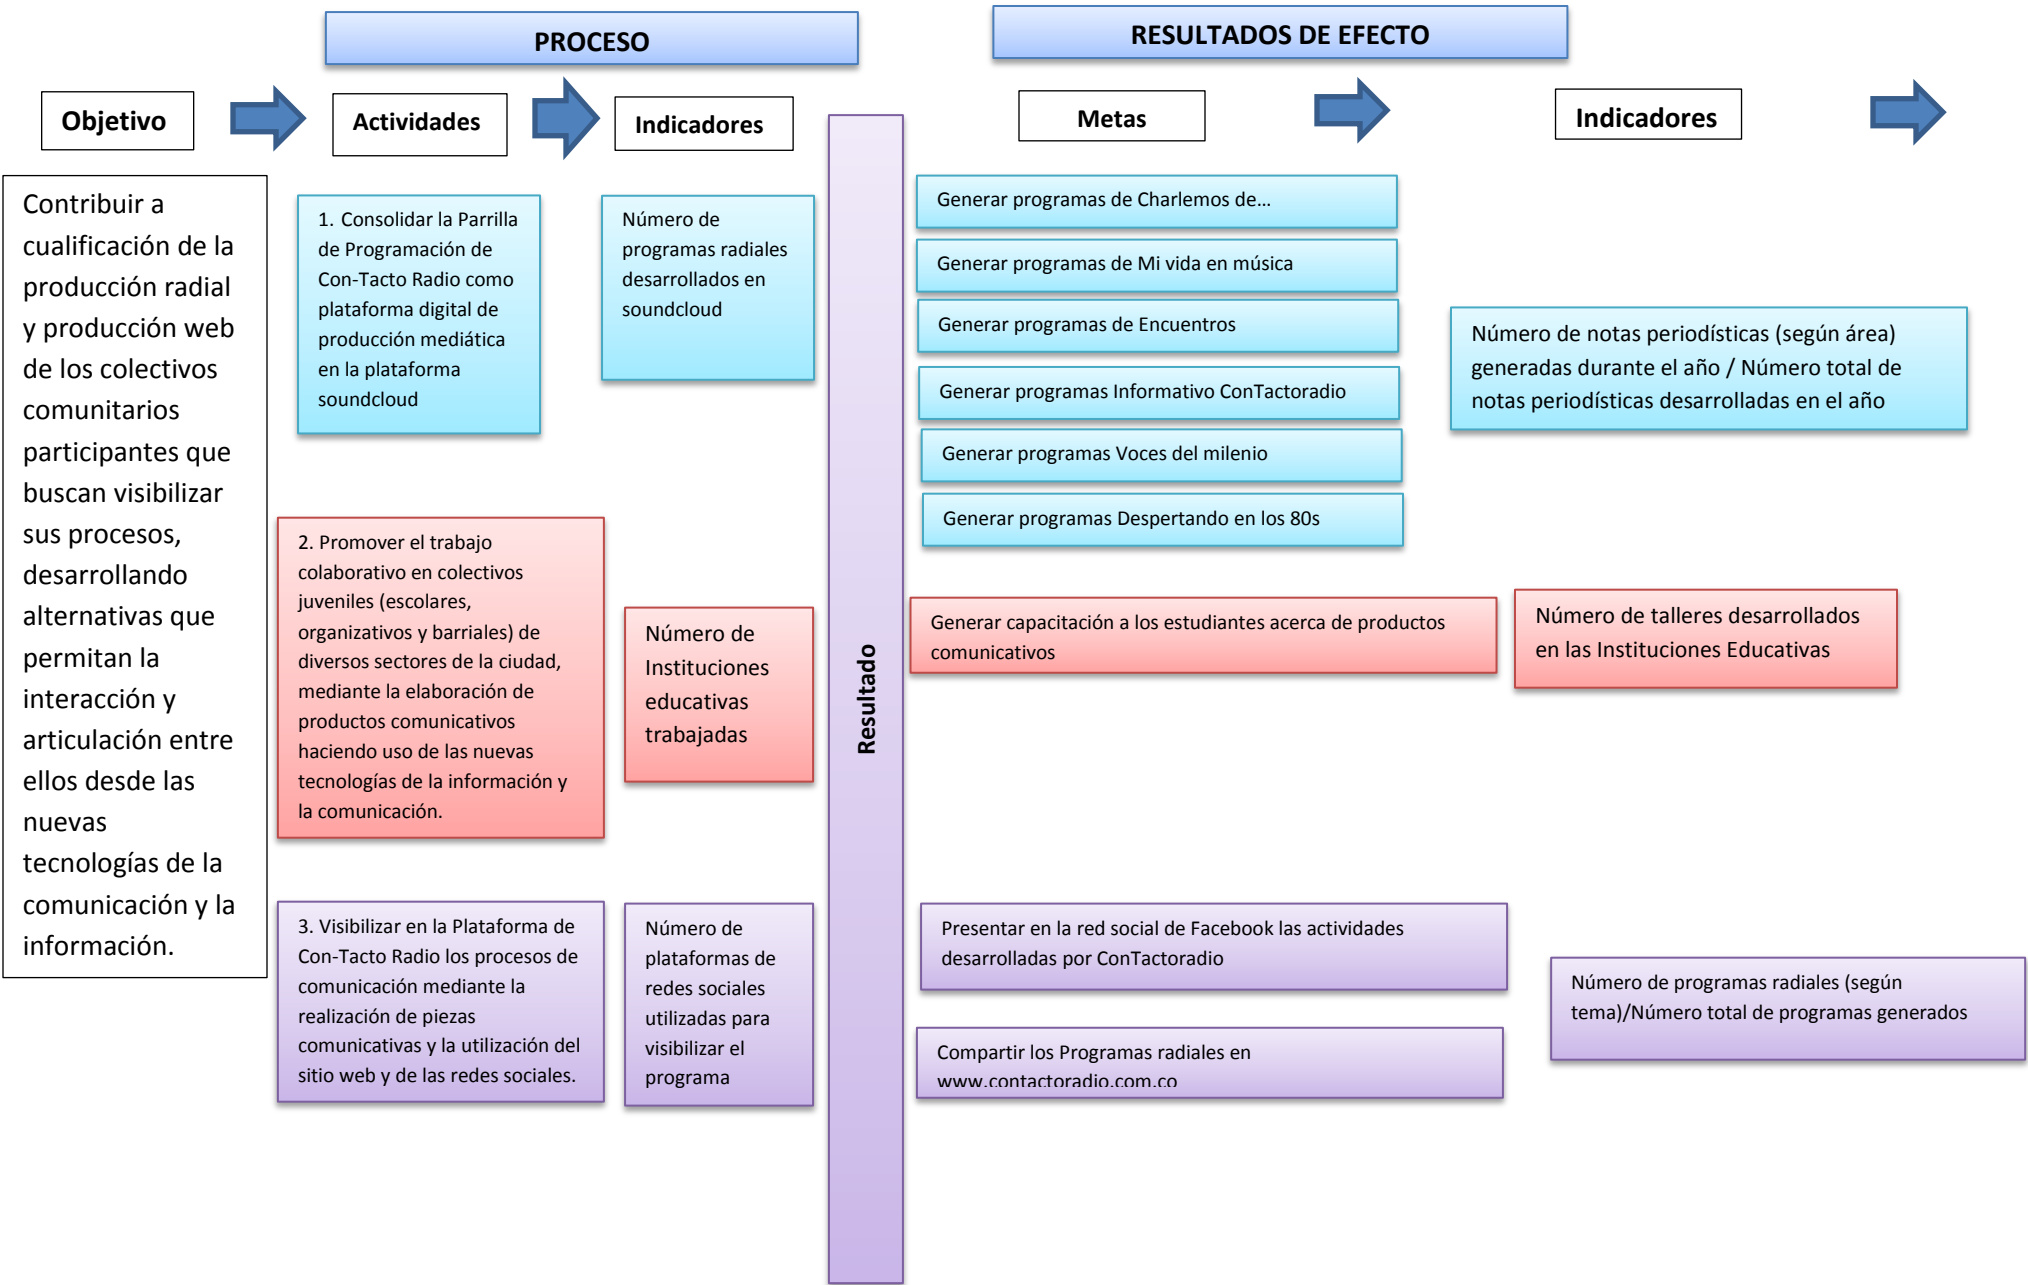 PROCESO
RESULTADOS DE EFECTO
Objetivo
Actividades
Indicadores
Metas
Indicadores
Contribuir a
cualificación de la
producción radial
y producción web
de los colectivos
comunitarios
participantes que
buscan visibilizar
sus procesos,
desarrollando
alternativas que
permitan la
interacción y
articulación entre
ellos desde las
nuevas
tecnologías de la
comunicación y la
información.
1. Consolidar la Parrilla
de Programación de
Con-Tacto Radio como
plataforma digital de
producción mediática
en la plataforma
soundcloud
Número de
programas radiales
desarrollados en
soundcloud
2. Promover el trabajo
colaborativo en colectivos
juveniles (escolares,
organizativos y barriales) de
diversos sectores de la ciudad,
mediante la elaboración de
productos comunicativos
haciendo uso de las nuevas
tecnologías de la información y
la comunicación.
Número de
Instituciones
educativas
trabajadas
3. Visibilizar en la Plataforma de
Con-Tacto Radio los procesos de
comunicación mediante la
realización de piezas
comunicativas y la utilización del
sitio web y de las redes sociales.
Número de
plataformas de
redes sociales
utilizadas para
visibilizar el
programa
Resultado
Generar programas de Charlemos de…
Generar programas de Mi vida en música
Generar programas de Encuentros
Generar programas Informativo ConTactoradio
Generar programas Voces del milenio
Generar programas Despertando en los 80s
Número de notas periodísticas (según área)
generadas durante el año / Número total de
notas periodísticas desarrolladas en el año
Generar capacitación a los estudiantes acerca de productos
comunicativos
Número de talleres desarrollados
en las Instituciones Educativas
Presentar en la red social de Facebook las actividades
desarrolladas por ConTactoradio
Compartir los Programas radiales en
www.contactoradio.com.co
Número de programas radiales (según
tema)/Número total de programas generados